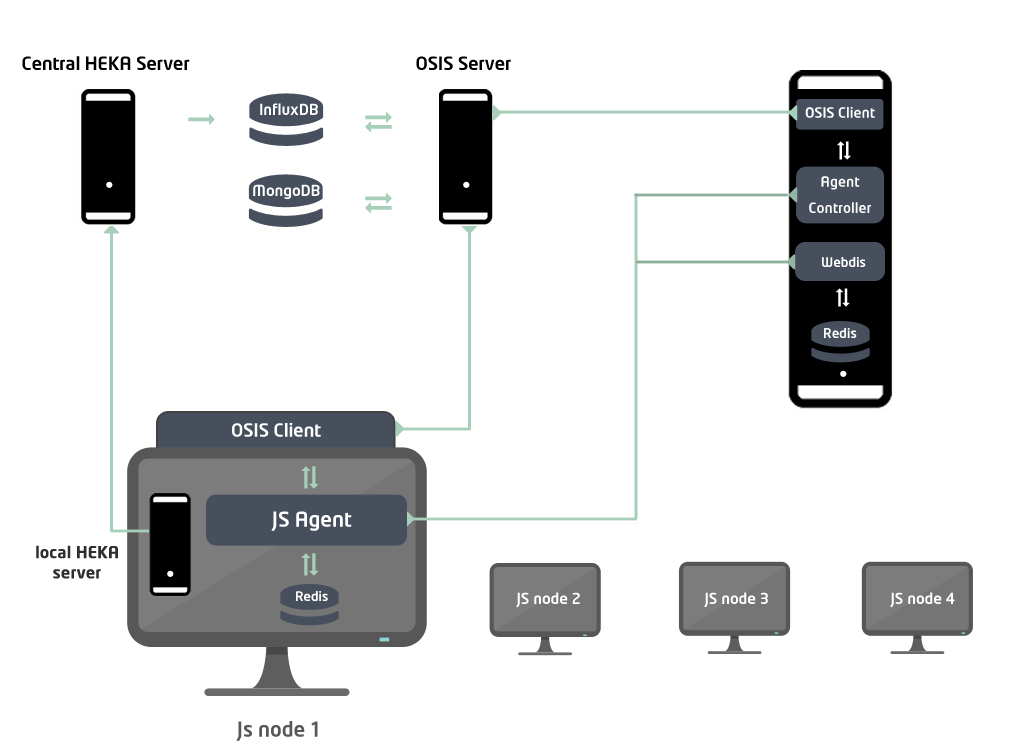 Central HEKA Server
OSIS Server
InfluxDB
OSIS Client
MongoDB
Agent
Controller
Webdis
Redis
OSIS Client
JS Agent
local HEKA
server
Redis
JS node 2
JS node 3
JS node 4
Js node 1